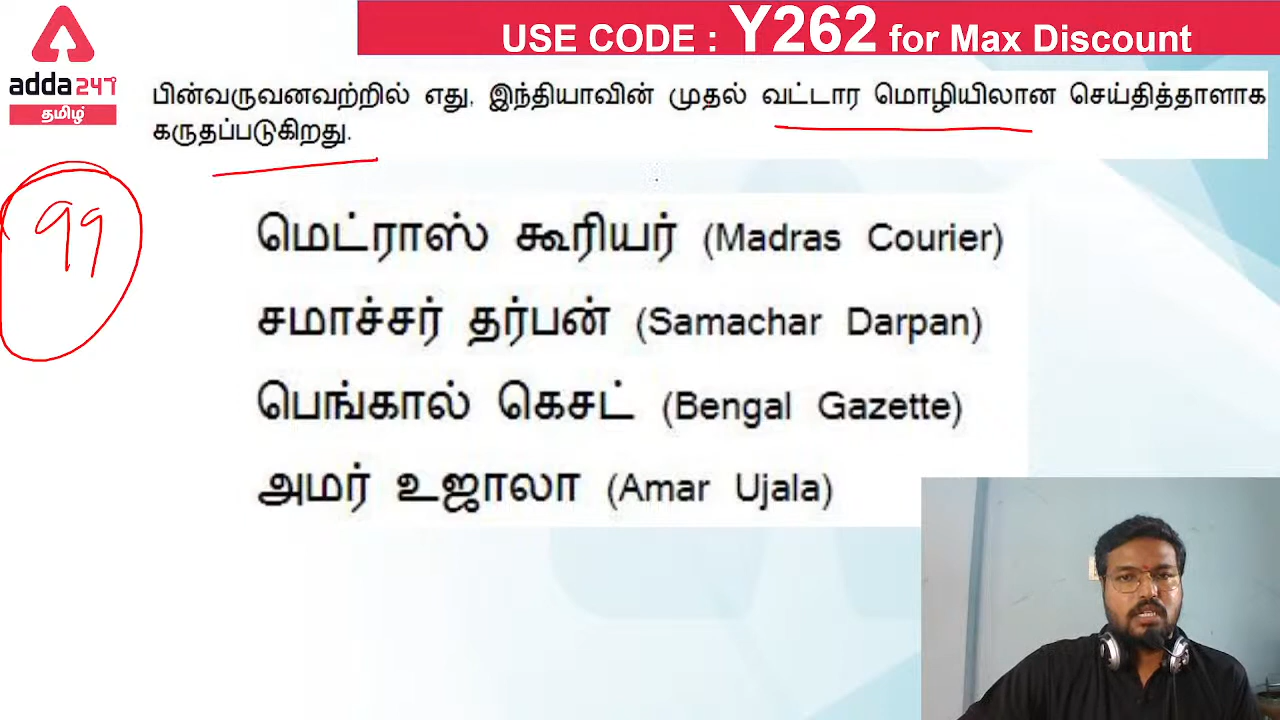 USE CODE : Y262 for Max Discount
adda247
தமிழ்
பின்வருவனவற்றில் எது, இந்தியாவின் முதல் வட்டார மொழியிலான செய்தித்தாளாக
கருதப்படுகிறது.
99
மெட்ராஸ் கூரியர் (Madras Courier)
சமாச்சர் தர்பன் (Samachar Darpan)
பெங்கால் கெசட் (Bengal Gazette)
அமர் உஜாலா (Amar Ujala)